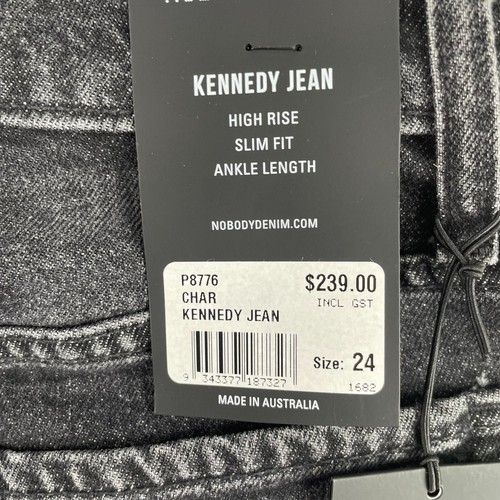 KENNEDY JEAN
HIGH RISE
SLIM FIT
ANKLE LENGTH
NOBODYDENIM.COM
P8776 $239.00
CHAR INCL GST
KENNEDY JEAN
Size: 24
9 343377 187327 1682
MADE IN AUSTRALIA